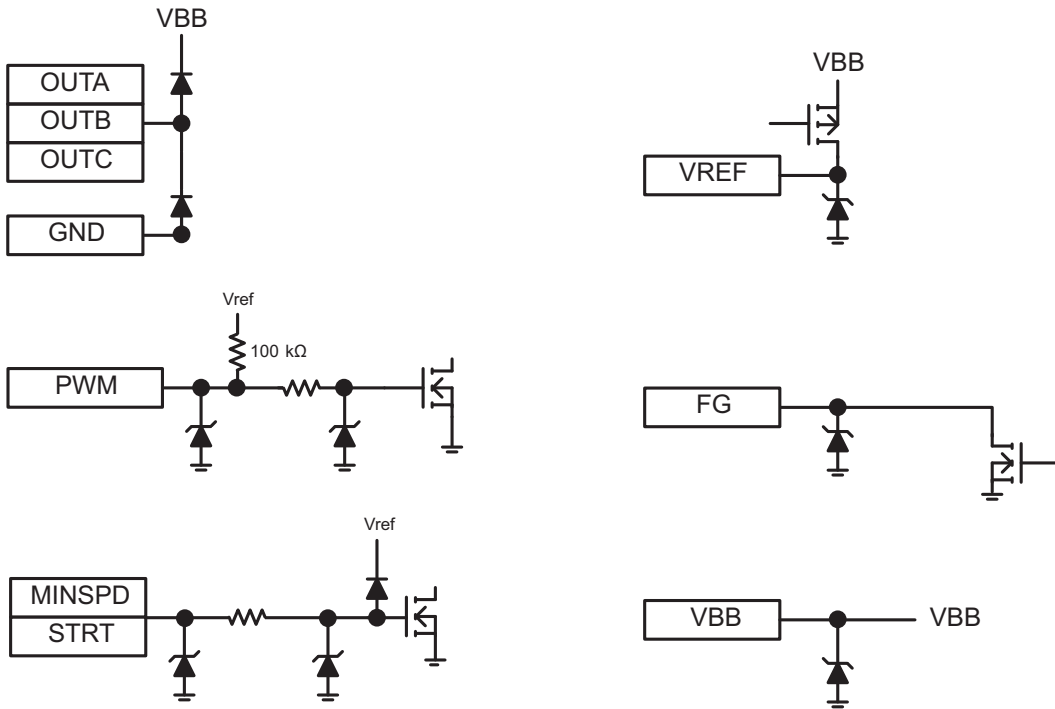 VBB
OUTA
OUTB
OUTC
GND
VBB
VREF
Vref
100 kΩ
PWM
FG
Vref
MINSPD
STRT
VBB
VBB